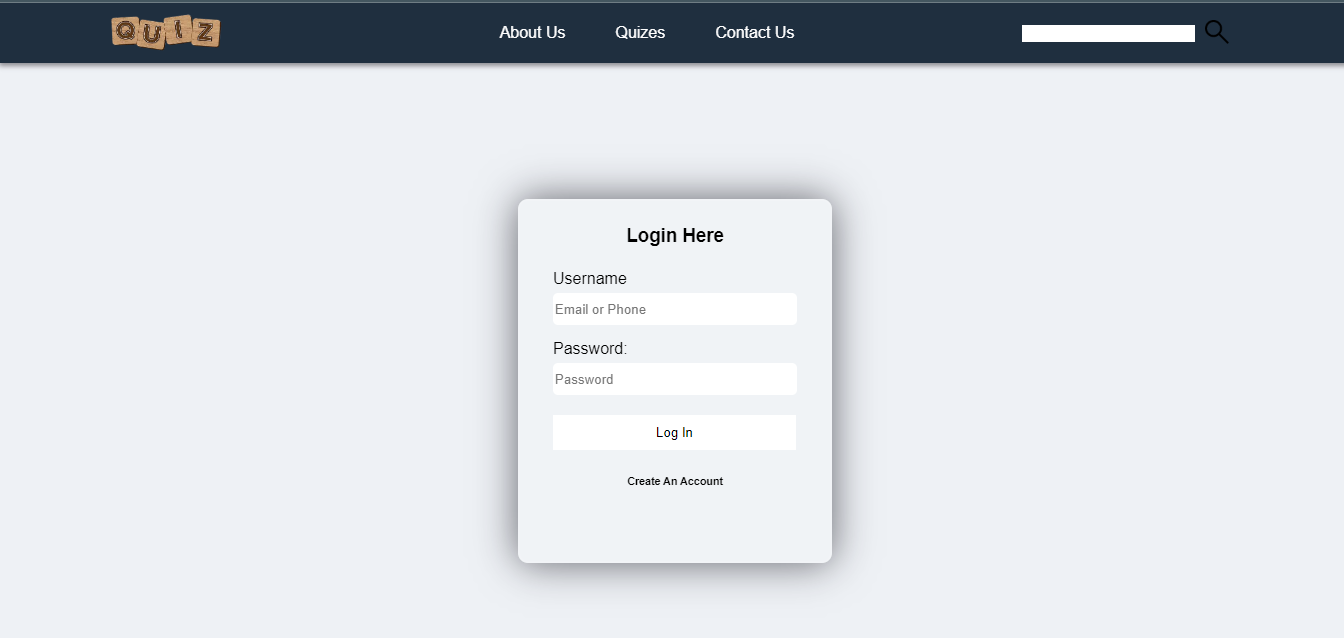 QUIZ
About Us
Quizes
Contact Us
Login Here
Username
Email or Phone
Password:
Password
Log In
Create An Account